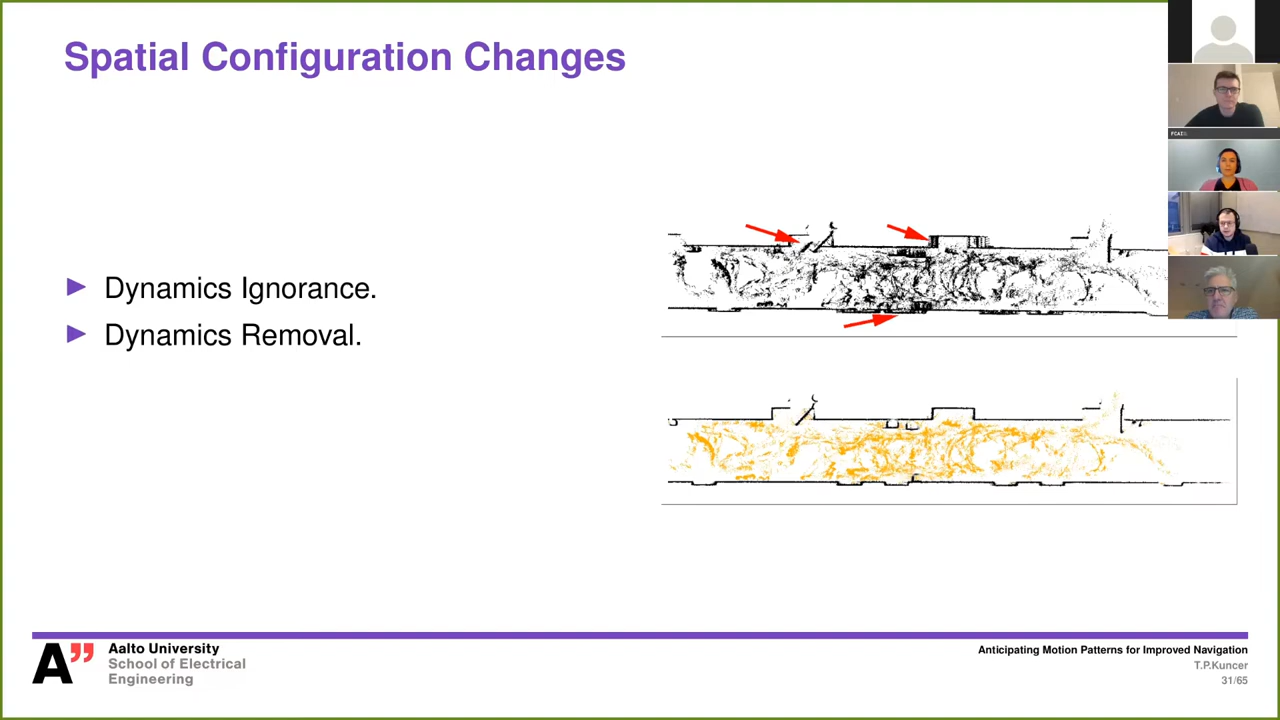 Spatial Configuration Changes
Dynamics Ignorance.
Dynamics Removal.
FCAI
Aalto University
School of Electrical
Engineering
Anticipating Motion Patterns for Improved Navigation
T.P.Kuncer
31/65